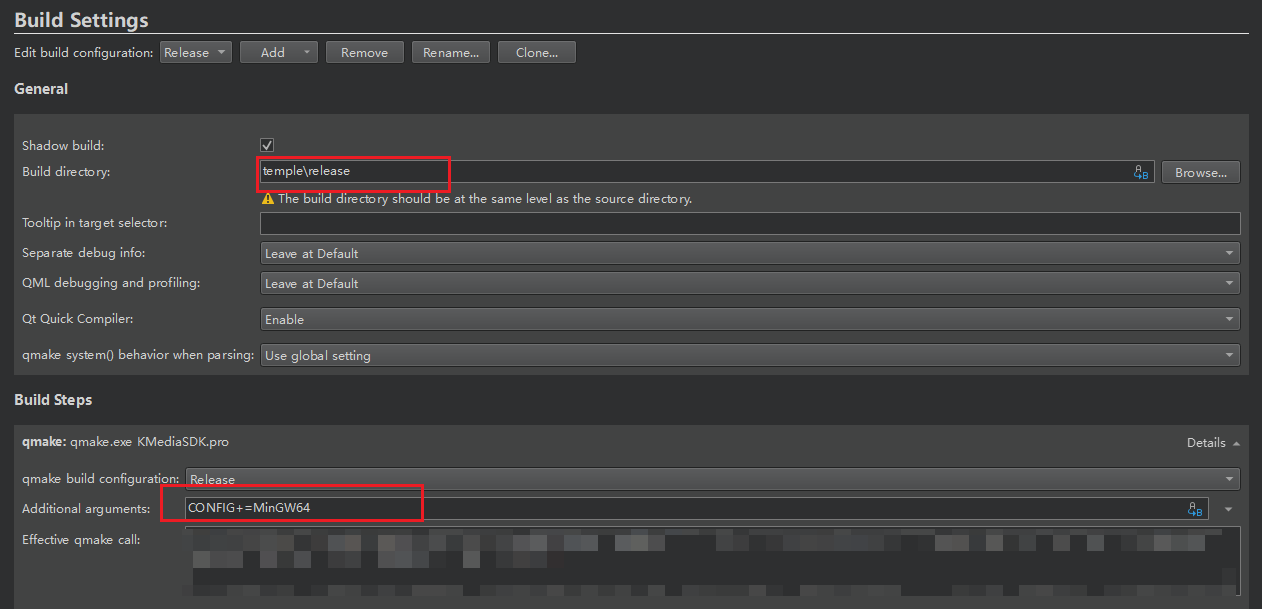 Build Settings
Edit build configuration: Release Add Remove Rename... Clone...
General
Shadow build:
Build directory: temple\release Browse...
The build directory should be at the same level as the source directory.
Tooltip in target selector:
Separate debug info: Leave at Default
QML debugging and profiling: Leave at Default
Qt Quick Compiler: Enable
qmake system() behavior when parsing: Use global setting
Build Steps
qmake: qmake.exe KMediaSDK.pro Details
qmake build configuration: Release
Additional arguments: CONFIG+=MinGW64
Effective qmake call: